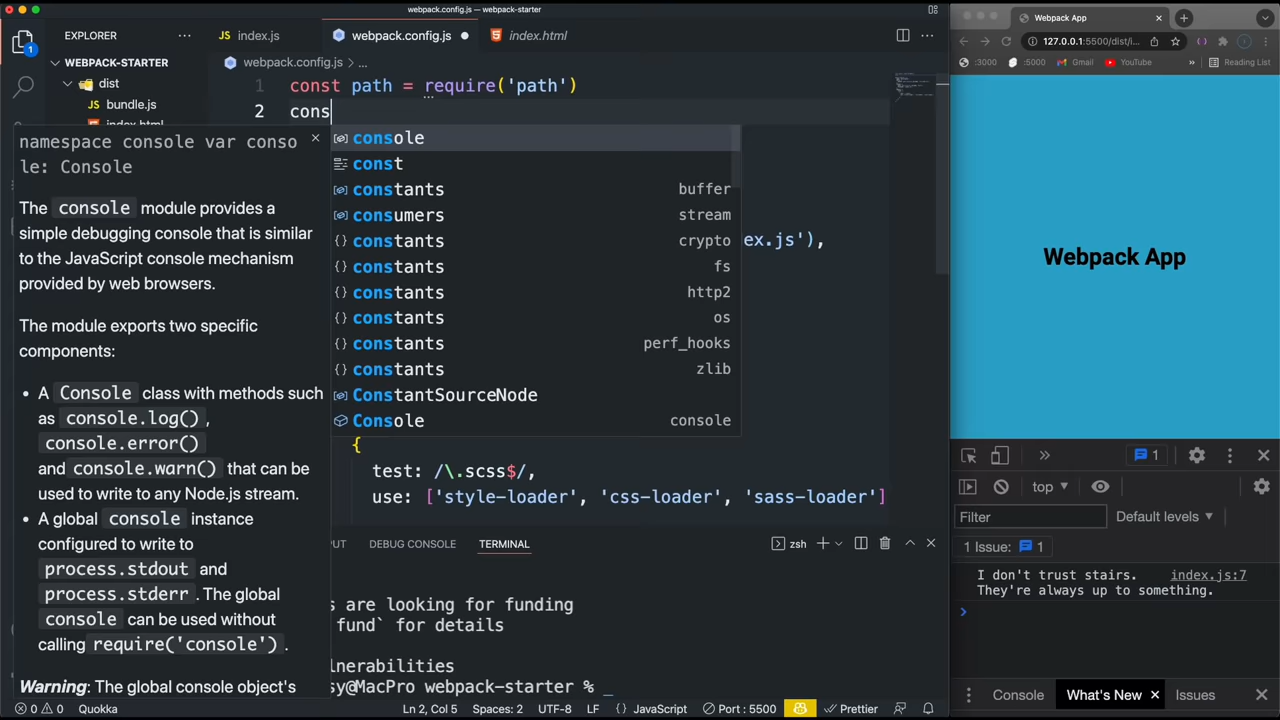 webpack.config.js — webpack-starter
EXPLORER
index.js
webpack.config.js
index.html
WEBPACK-STARTER
webpack.config.js > ...
dist
bundle.js
1 const path = require('path')
2 cons
namespace console var conso
le: Console
The console module provides a
simple debugging console that is similar
to the JavaScript console mechanism
provided by web browsers.
The module exports two specific
components:
• A Console class with methods such
as console.log() ,
console.error()
and console.warn() that can be
used to write to any Node.js stream.
• A global console instance
configured to write to
process.stdout and
process.stderr . The global
console can be used without
calling require('console') .
Warning: The global console object's
console
const
constants buffer
consumers stream
constants crypto
constants fs
constants http2
constants os
constants perf_hooks
constants zlib
ConstantSourceNode
Console console
ex.js'),
{
test: /\.scss$/,
use: ['style-loader', 'css-loader', 'sass-loader']
PUT
DEBUG CONSOLE
TERMINAL
zsh
s are looking for funding
fund` for details
lnerabilities
sy@MacPro webpack-starter %
0 0
Quokka
Ln 2, Col 5
Spaces: 2
UTF-8
LF
{} JavaScript
Port : 5500
Prettier
Webpack App
127.0.0.1:5500/dist/i...
:3000
:5000
Gmail
YouTube
»
Reading List
Webpack App
1
top
Filter
Default levels
1 Issue: 1
I don't trust stairs. index.js:7
They're always up to something.
Console
What's New
Issues